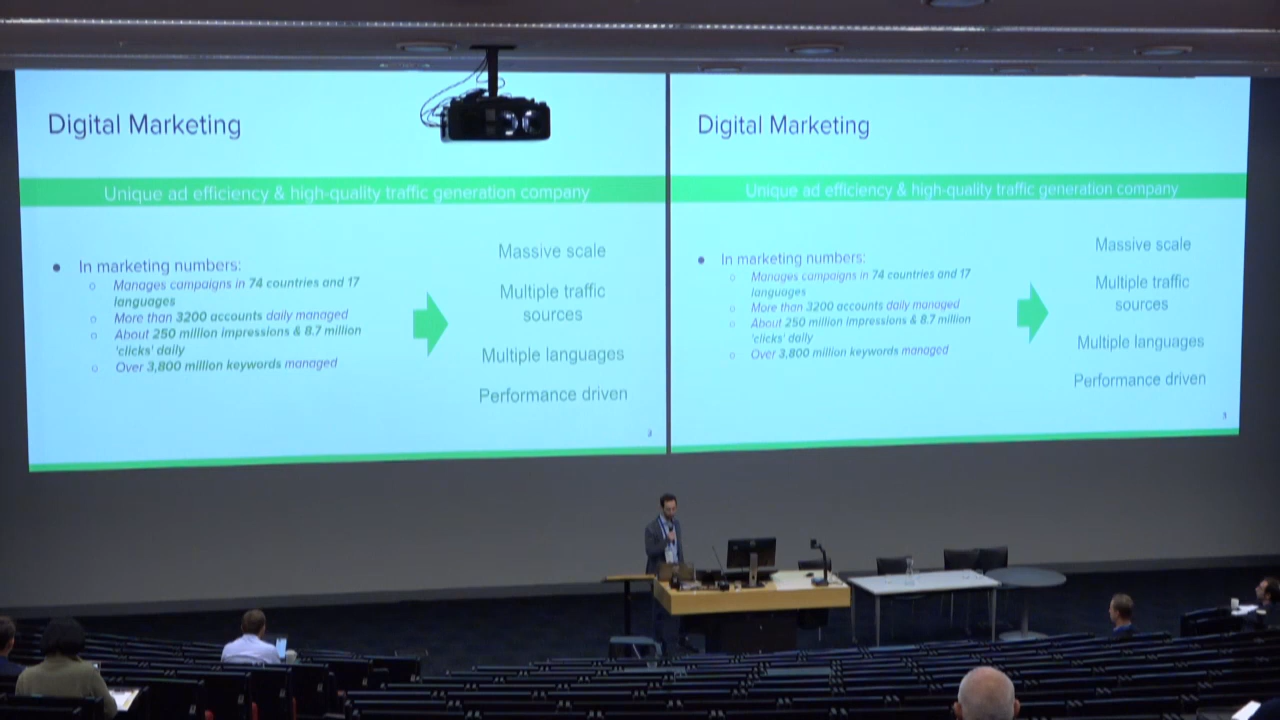 Digital Marketing
Unique ad efficiency & high-quality traffic generation company
In marketing numbers:
Manages campaigns in 74 countries and 17
languages
More than 3200 accounts daily managed
About 250 million impressions & 8.7 million
'clicks' daily
Over 3,800 million keywords managed
Massive scale
Multiple traffic
sources
Multiple languages
Performance driven
3
Digital Marketing
Unique ad efficiency & high-quality traffic generation company
In marketing numbers:
Manages campaigns in 74 countries and 17
languages
More than 3200 accounts daily managed
About 250 million impressions & 8.7 million
'clicks' daily
Over 3,800 million keywords managed
Massive scale
Multiple traffic
sources
Multiple languages
Performance driven
3